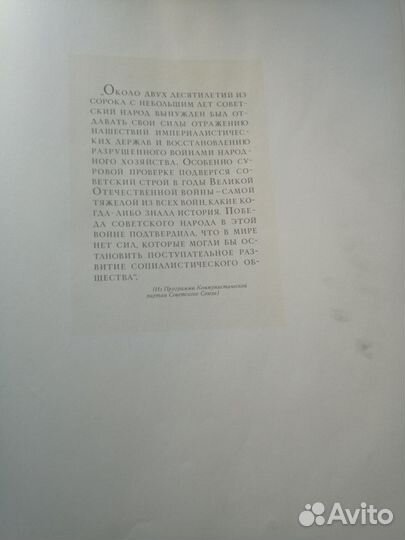 „Около двух десятилетий из
сорока с небольшим лет совет-
ский народ вынужден был от-
давать свои силы отражению
нашествий империалистичес-
ких держав и восстановлению
разрушенного войнами народ-
ного хозяйства. Особенно су-
ровой проверке подвергся со-
ветский строй в годы Великой
Отечественной войны – самой
тяжелой из всех войн, какие ко-
гда-либо знала история. Побе-
да советского народа в этой
войне подтвердила, что в мире
нет сил, которые могли бы ос-
тановить поступательное раз-
витие социалистического об-
щества“.
(Из Программы Коммунистической
партии Советского Союза)
Avito